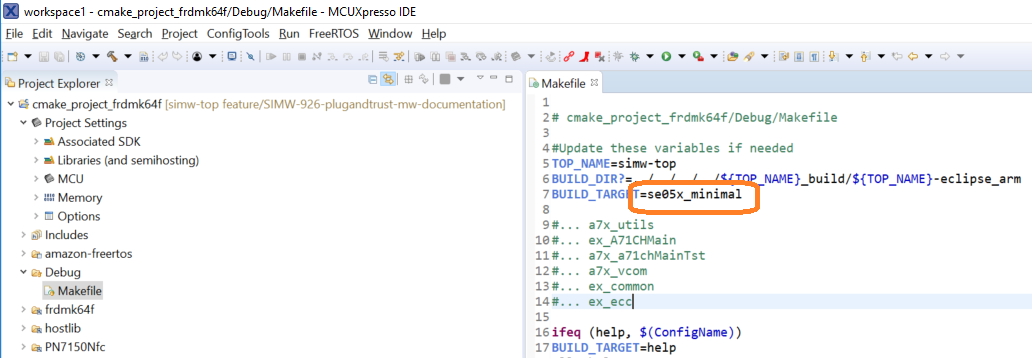 workspace1 - cmake_project_frdmk64f/Debug/Makefile - MCUXpresso IDE
File Edit Navigate Search Project ConfigTools Run FreeRTOS Window Help
Project Explorer
cmake_project_frdmk64f [simw-top feature/SIMW-926-plugandtrust-mw-documentation]
Project Settings
Associated SDK
Libraries (and semihosting)
MCU
Memory
Options
Includes
amazon-freertos
Debug
Makefile
frdmk64f
hostlib
PN7150Nfc
Makefile
1
2 # cmake_project_frdmk64f/Debug/Makefile
3
4 #Update these variables if needed
5 TOP_NAME=simw-top
6 BUILD_DIR?=../../../../${TOP_NAME}_build/${TOP_NAME}-eclipse_arm
7 BUILD_TARGET=se05x_minimal
8
9 #... a7x_utils
10 #... ex_A71CHMain
11 #... a7x_a71chMainTst
12 #... a7x_vcom
13 #... ex_common
14 #... ex_ecc
15
16 ifeq (help, $(ConfigName))
17 BUILD_TARGET=help